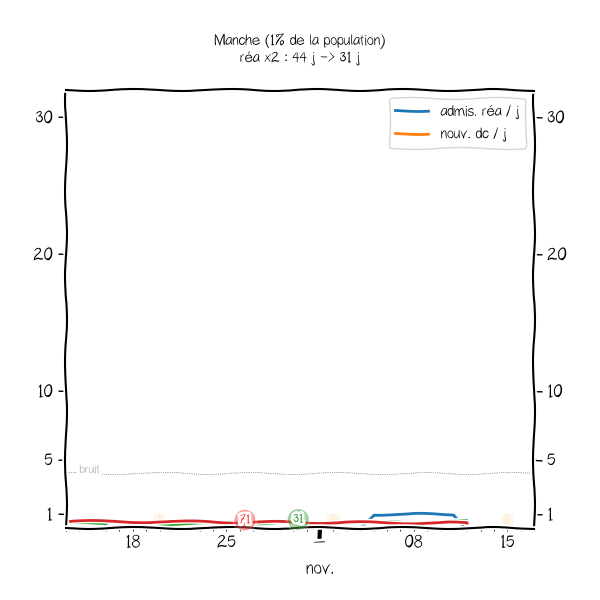 Manche (1% de la population)
réa x2 : 44 j -> 31 j
admis. réa / j
nouv. dc / j
30
30
20
20
10
10
5
5
bruit
1
1
71
31
18
25
1
08
15
nov.